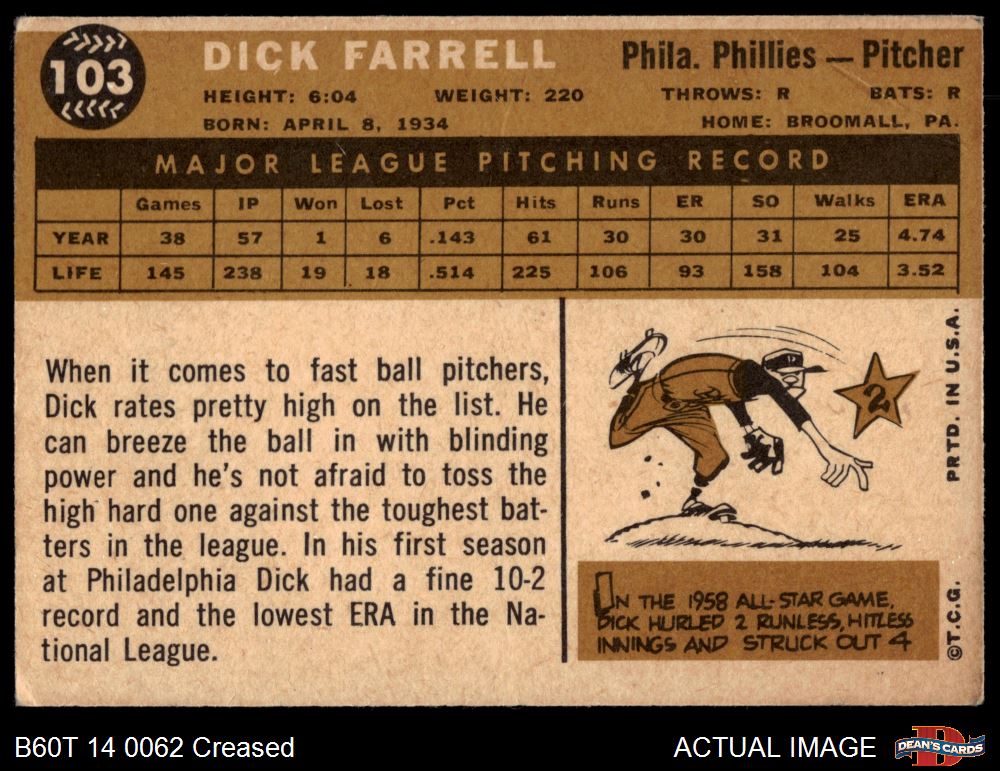 103
DICK FARRELL
Phila. Phillies — Pitcher
HEIGHT: 6:04 WEIGHT: 220 THROWS: R BATS: R
BORN: APRIL 8, 1934 HOME: BROOMALL, PA.
MAJOR LEAGUE PITCHING RECORD
Games IP Won Lost Pct Hits Runs ER SO Walks ERA
YEAR 38 57 1 6 .143 61 30 30 31 25 4.74
LIFE 145 238 19 18 .514 225 106 93 158 104 3.52
When it comes to fast ball pitchers,
Dick rates pretty high on the list. He
can breeze the ball in with blinding
power and he's not afraid to toss the
high hard one against the toughest bat-
ters in the league. In his first season
at Philadelphia Dick had a fine 10-2
record and the lowest ERA in the Na-
tional League.
2
IN THE 1958 ALL-STAR GAME,
DICK HURLED 2 RUNLESS, HITLESS
INNINGS AND STRUCK OUT 4
©T.C.G. PRTD. IN U.S.A.
B60T 14 0062 Creased
ACTUAL IMAGE
DEAN'S CARDS